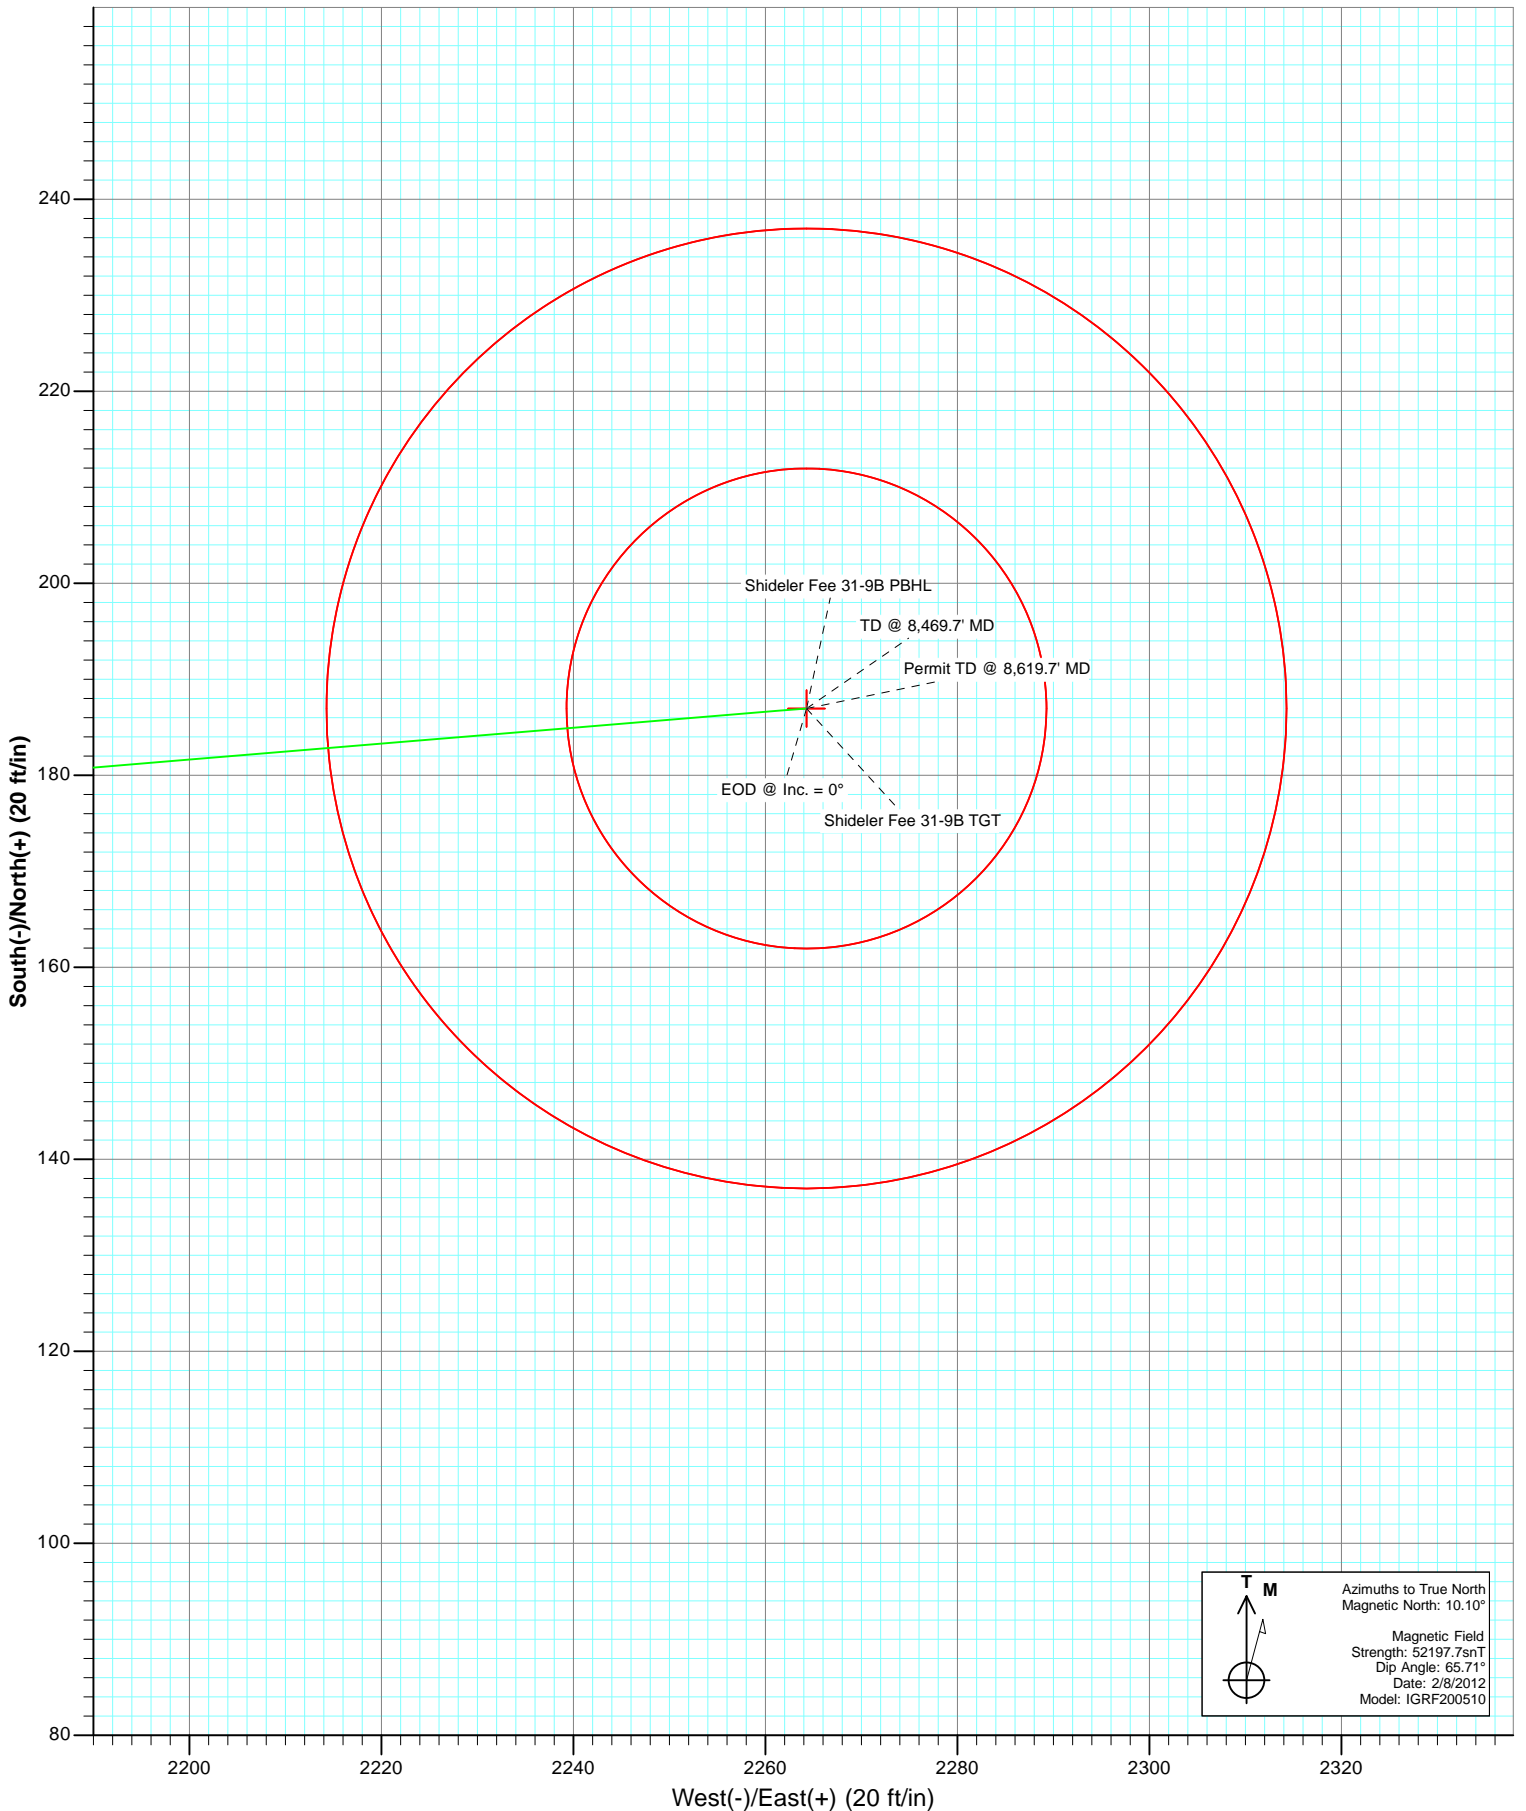 South(-)/North(+) (20 ft/in)
240
220
200
180
160
140
120
100
80
Shideler Fee 31-9B PBHL
TD @ 8,469.7' MD
Permit TD @ 8,619.7' MD
EOD @ Inc. = 0°
Shideler Fee 31-9B TGT
T M
Azimuths to True North
Magnetic North: 10.10°
Magnetic Field
Strength: 52197.7snT
Dip Angle: 65.71°
Date: 2/8/2012
Model: IGRF200510
2200 2220 2240 2260 2280 2300 2320
West(-)/East(+) (20 ft/in)